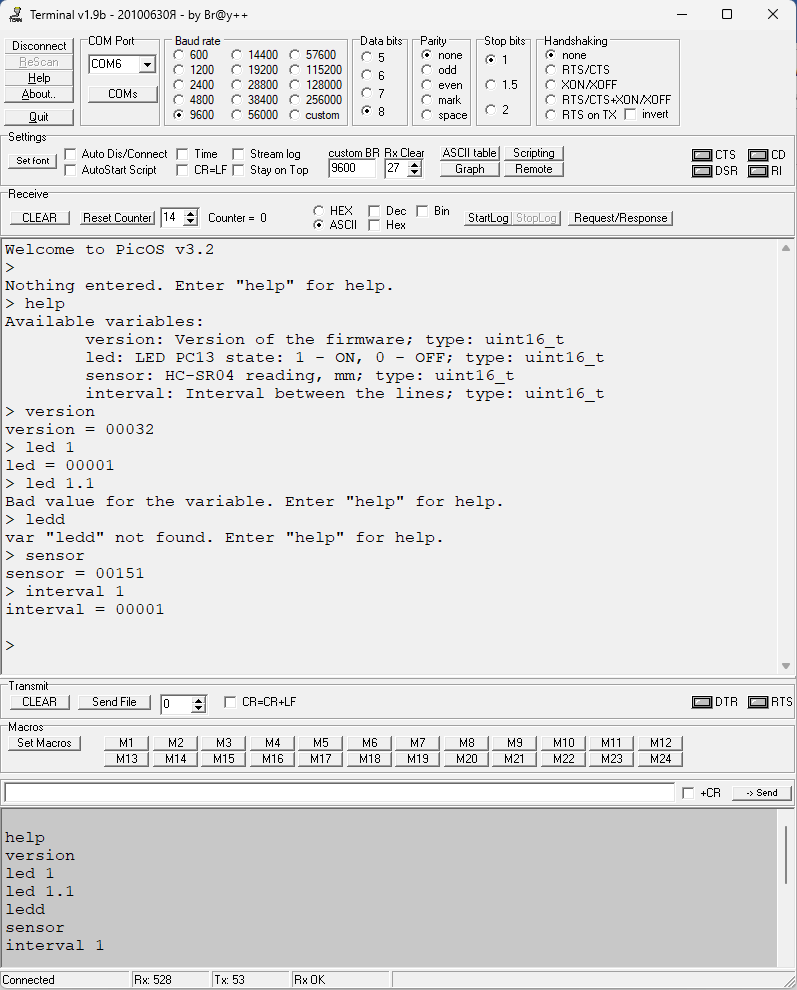 Terminal v1.9b - 20100630Я - by Br@y++
Disconnect
ReScan
Help
About..
Quit
COM Port
COM6
COMs
Baud rate
600 14400 57600
1200 19200 115200
2400 28800 128000
4800 38400 256000
9600 56000 custom
Data bits
5
6
7
8
Parity
none
odd
even
mark
space
Stop bits
1
1.5
2
Handshaking
none
RTS/CTS
XON/XOFF
RTS/CTS+XON/XOFF
RTS on TX invert
Settings
Set font
Auto Dis/Connect Time Stream log
AutoStart Script CR=LF Stay on Top
custom BR Rx Clear
9600 27
ASCII table Scripting
Graph Remote
CTS CD
DSR RI
Receive
CLEAR Reset Counter 14 Counter = 0
HEX Dec Bin
ASCII Hex
StartLog StopLog Request/Response
Welcome to PicOS v3.2
>
Nothing entered. Enter "help" for help.
> help
Available variables:
version: Version of the firmware; type: uint16_t
led: LED PC13 state: 1 - ON, 0 - OFF; type: uint16_t
sensor: HC-SR04 reading, mm; type: uint16_t
interval: Interval between the lines; type: uint16_t
> version
version = 00032
> led 1
led = 00001
> led 1.1
Bad value for the variable. Enter "help" for help.
> ledd
var "ledd" not found. Enter "help" for help.
> sensor
sensor = 00151
> interval 1
interval = 00001
>
Transmit
CLEAR Send File 0 CR=CR+LF DTR RTS
Macros
Set Macros M1 M2 M3 M4 M5 M6 M7 M8 M9 M10 M11 M12
M13 M14 M15 M16 M17 M18 M19 M20 M21 M22 M23 M24
+CR -> Send
help
version
led 1
led 1.1
ledd
sensor
interval 1
Connected Rx: 528 Tx: 53 Rx OK